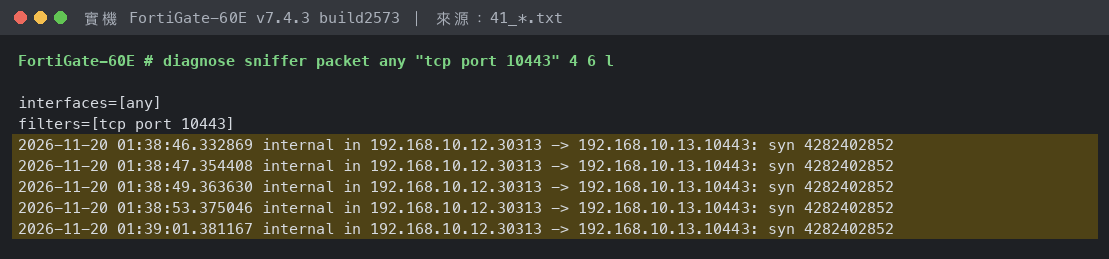 實機 FortiGate-60E v7.4.3 build2573 | 來源：41_*.txt
FortiGate-60E # diagnose sniffer packet any "tcp port 10443" 4 6 l
interfaces=[any]
filters=[tcp port 10443]
2026-11-20 01:38:46.332869 internal in 192.168.10.12.30313 -> 192.168.10.13.10443: syn 4282402852
2026-11-20 01:38:47.354408 internal in 192.168.10.12.30313 -> 192.168.10.13.10443: syn 4282402852
2026-11-20 01:38:49.363630 internal in 192.168.10.12.30313 -> 192.168.10.13.10443: syn 4282402852
2026-11-20 01:38:53.375046 internal in 192.168.10.12.30313 -> 192.168.10.13.10443: syn 4282402852
2026-11-20 01:39:01.381167 internal in 192.168.10.12.30313 -> 192.168.10.13.10443: syn 4282402852